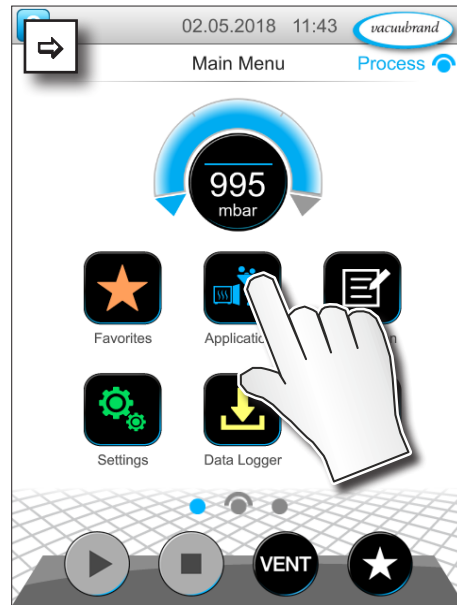 02.05.2018 11:43 vacuubrand
Main Menu Process
995
mbar
Favorites
Settings Data Logger
VENT